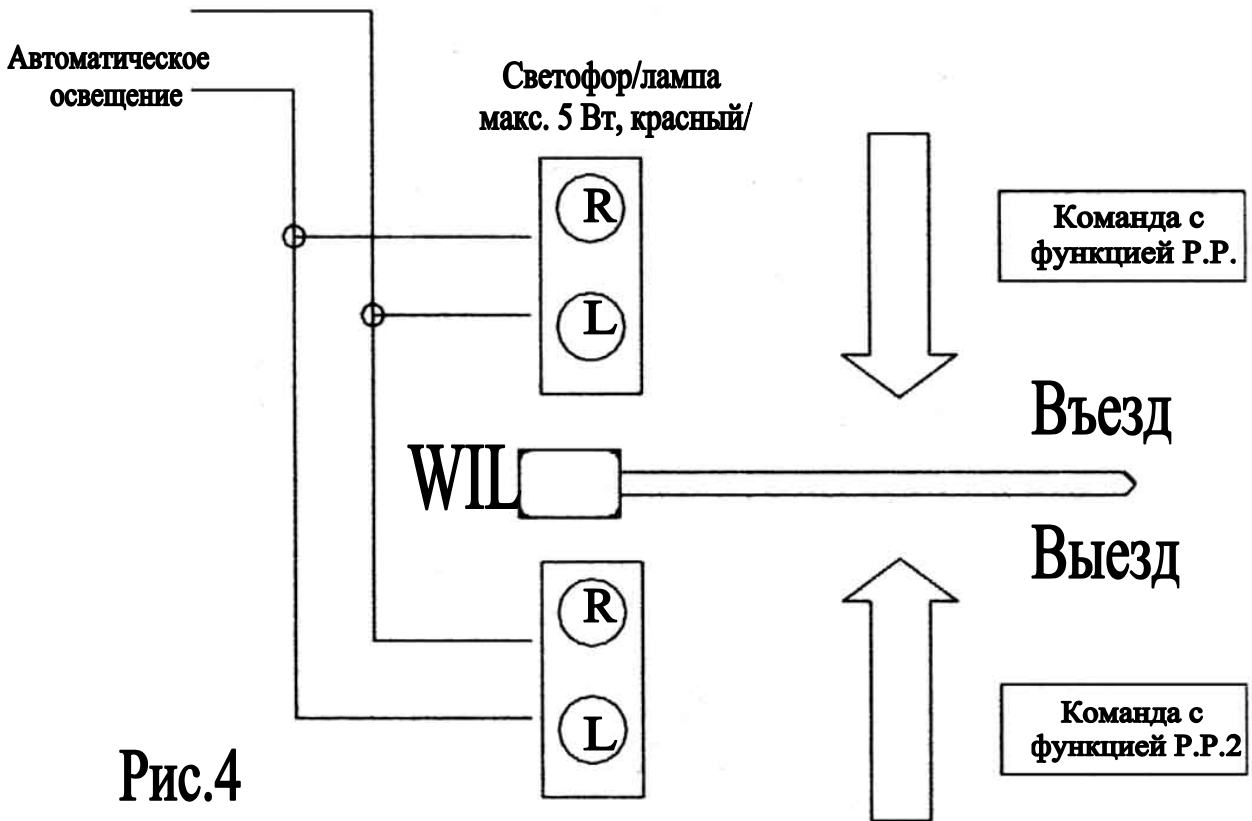 Автоматическое
освещение
Светофор/лампа
макс. 5 Вт, красный/
R
L
Команда с
функцией Р.Р.
Въезд
WIL
Выезд
R
L
Команда с
функцией Р.Р.2
Рис.4